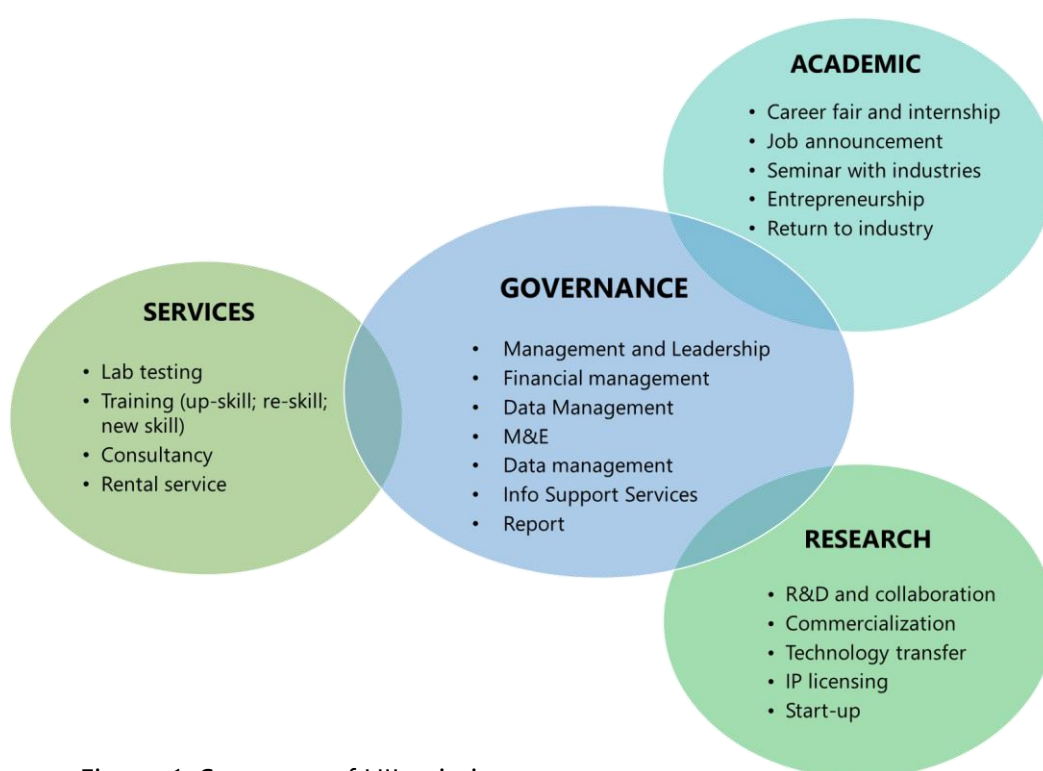 ACADEMIC
• Career fair and internship
• Job announcement
• Seminar with industries
• Entrepreneurship
• Return to industry
GOVERNANCE
• Management and Leadership
• Financial management
• Data Management
• M&E
• Data management
• Info Support Services
• Report
SERVICES
• Lab testing
• Training (up-skill; re-skill;
new skill)
• Consultancy
• Rental service
RESEARCH
• R&D and collaboration
• Commercialization
• Technology transfer
• IP licensing
• Start-up